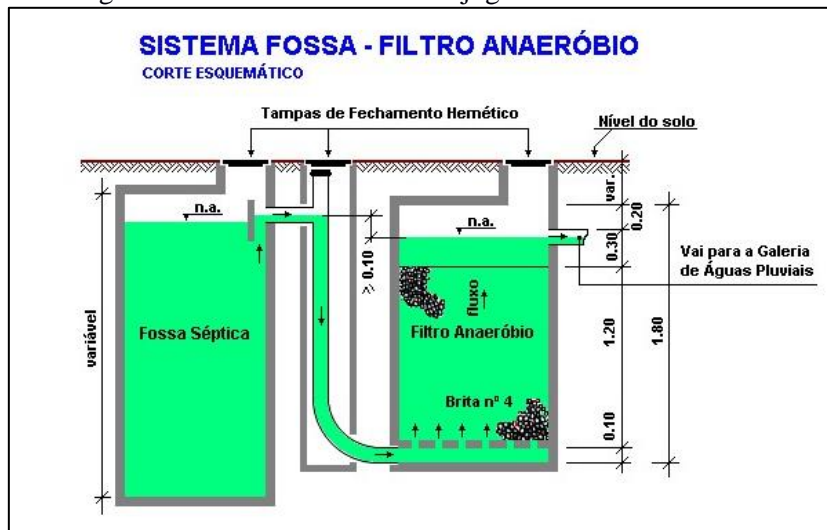 SISTEMA FOSSA - FILTRO ANAERÓBIO
CORTE ESQUEMÁTICO
Tampas de Fechamento Hemético
Nível do solo
n.a.
n.a.
var.
0.20
0.30
≥ 0.10
Vai para a Galeria
de Águas Pluviais
variável
Fossa Séptica
fluxo
Filtro Anaeróbio
1.20
1.80
Brita nº 4
0.10